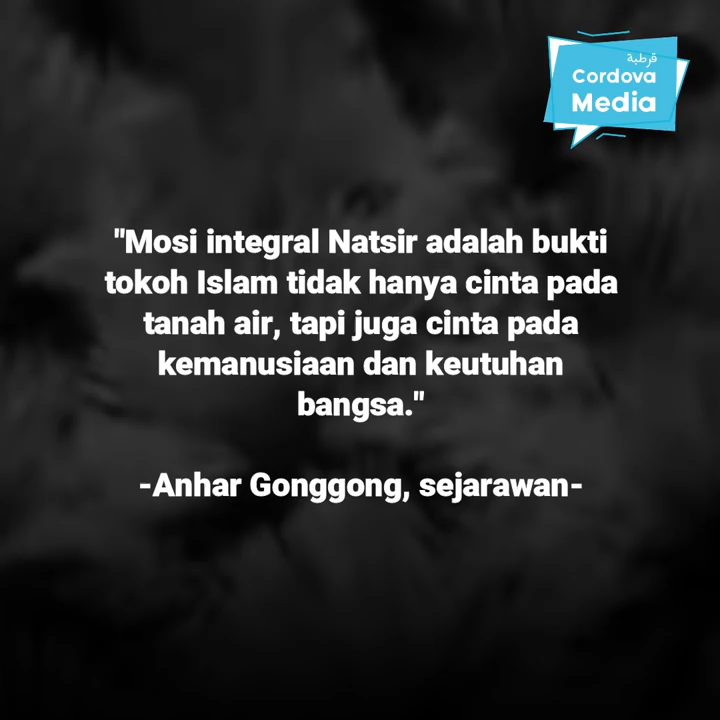 قرطبة
Cordova
Media
"Mosi integral Natsir adalah bukti
tokoh Islam tidak hanya cinta pada
tanah air, tapi juga cinta pada
kemanusiaan dan keutuhan
bangsa."
-Anhar Gonggong, sejarawan-